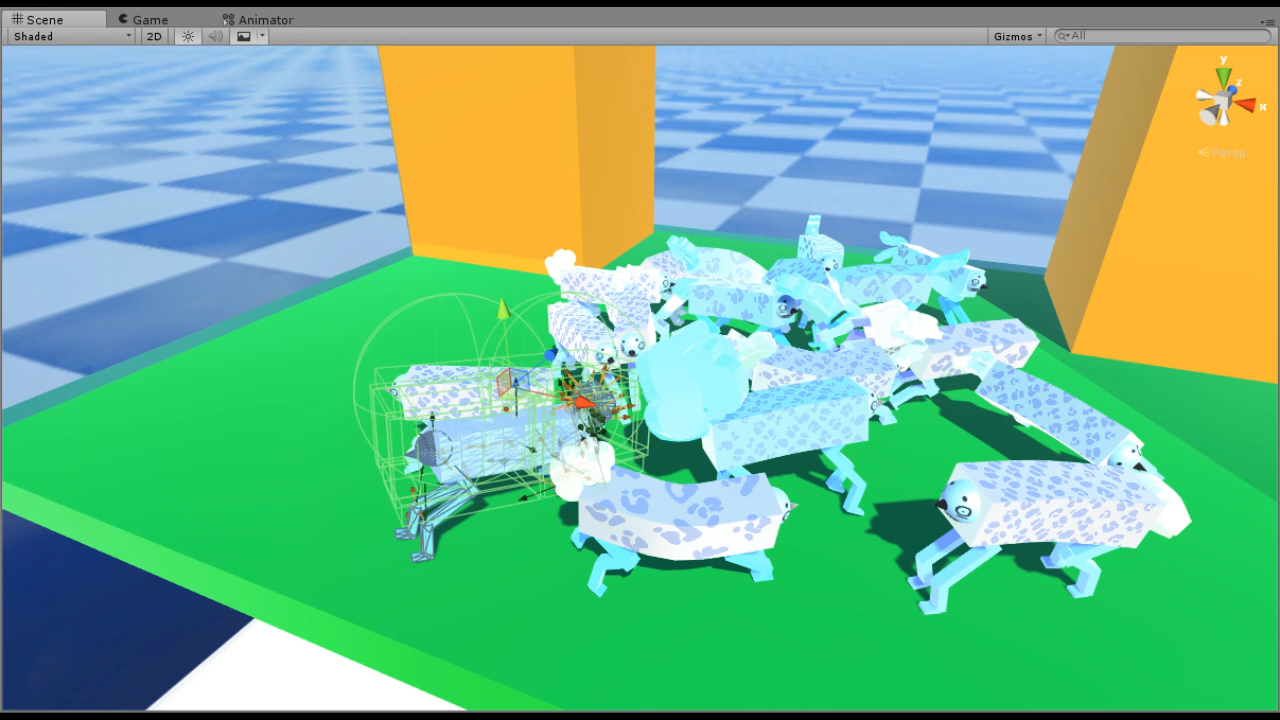 Scene Game Animator
Shaded 2D Gizmos All
y
z
x
Persp